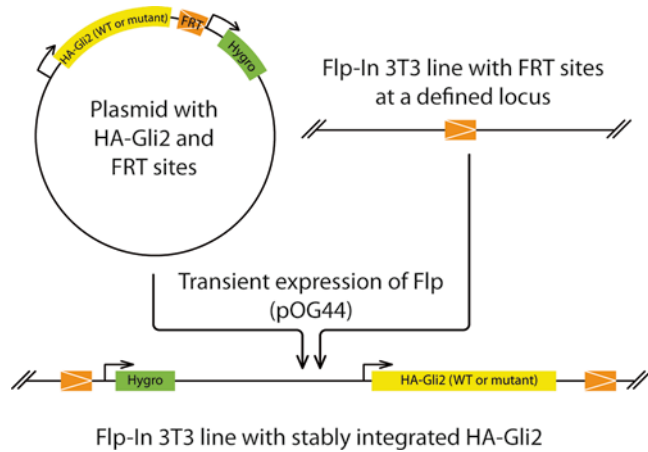 HA-Gli2 (WT or mutant)
FRT
Hygro
Plasmid with
HA-Gli2 and
FRT sites
Flp-In 3T3 line with FRT sites
at a defined locus
Transient expression of Flp
(pOG44)
Hygro
HA-Gli2 (WT or mutant)
Flp-In 3T3 line with stably integrated HA-Gli2